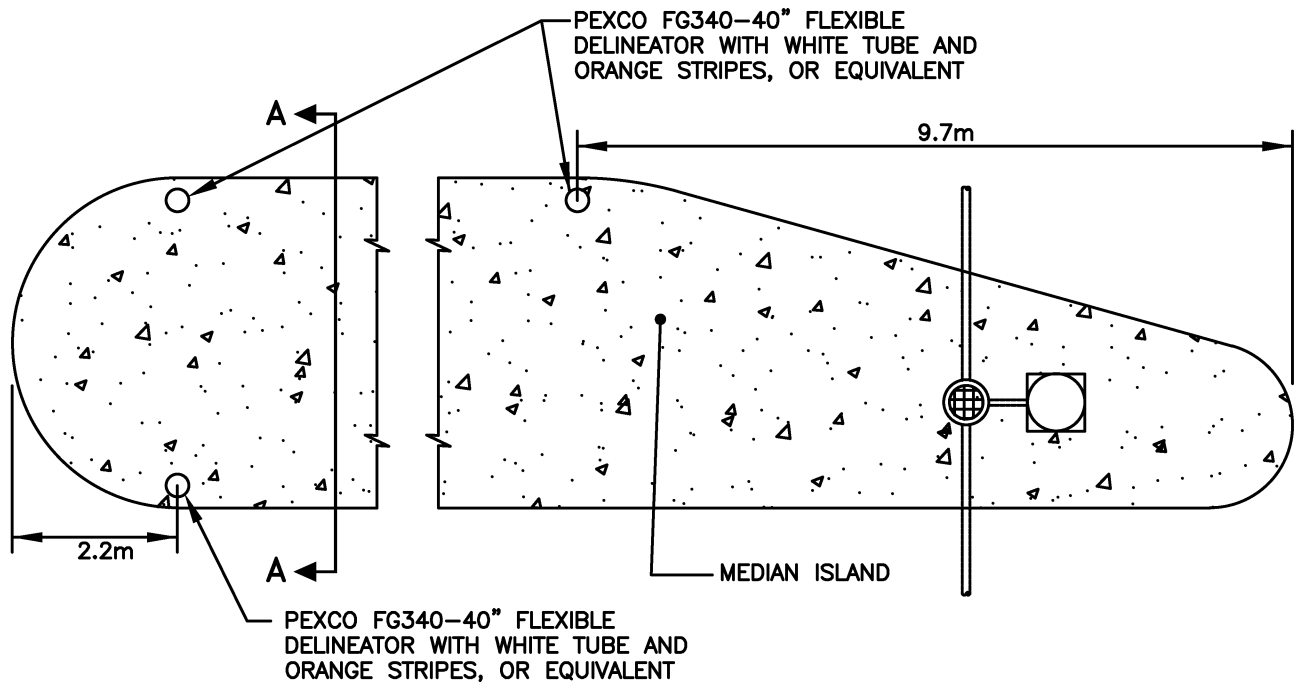 PEXCO FG340-40" FLEXIBLE
DELINEATOR WITH WHITE TUBE AND
ORANGE STRIPES, OR EQUIVALENT
A
9.7m
2.2m
A
MEDIAN ISLAND
PEXCO FG340-40" FLEXIBLE
DELINEATOR WITH WHITE TUBE AND
ORANGE STRIPES, OR EQUIVALENT